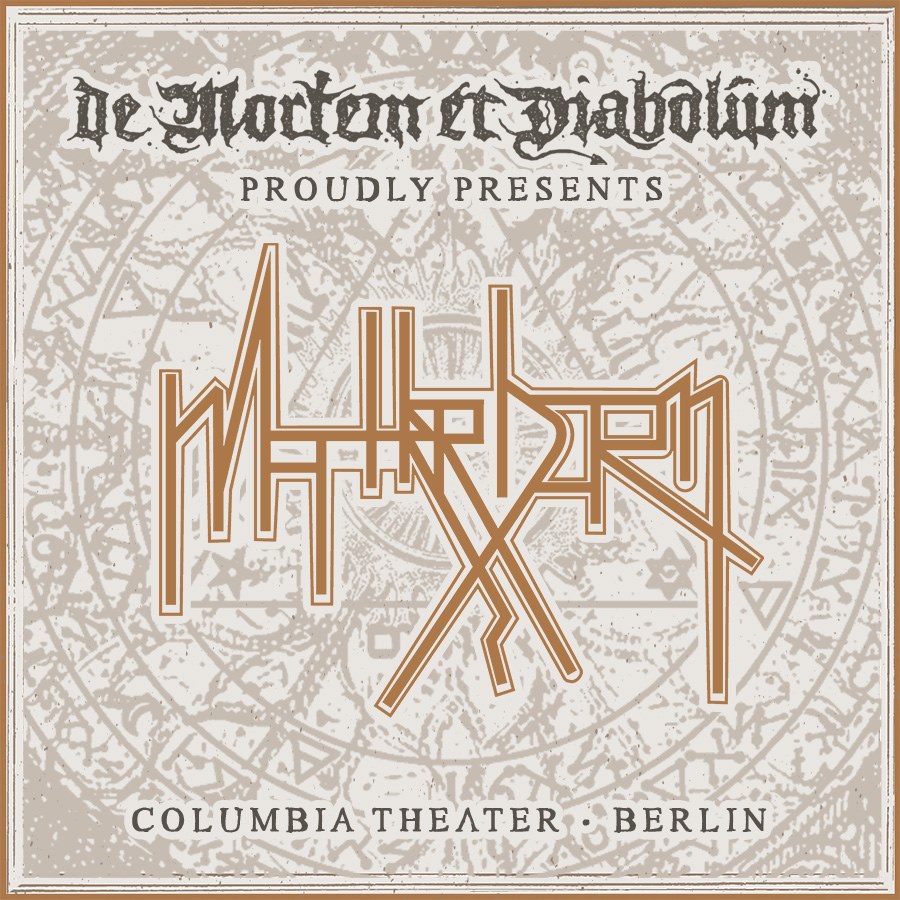 de Mortem et Diabolum
PROUDLY PRESENTS
COLUMBIA THEATER · BERLIN